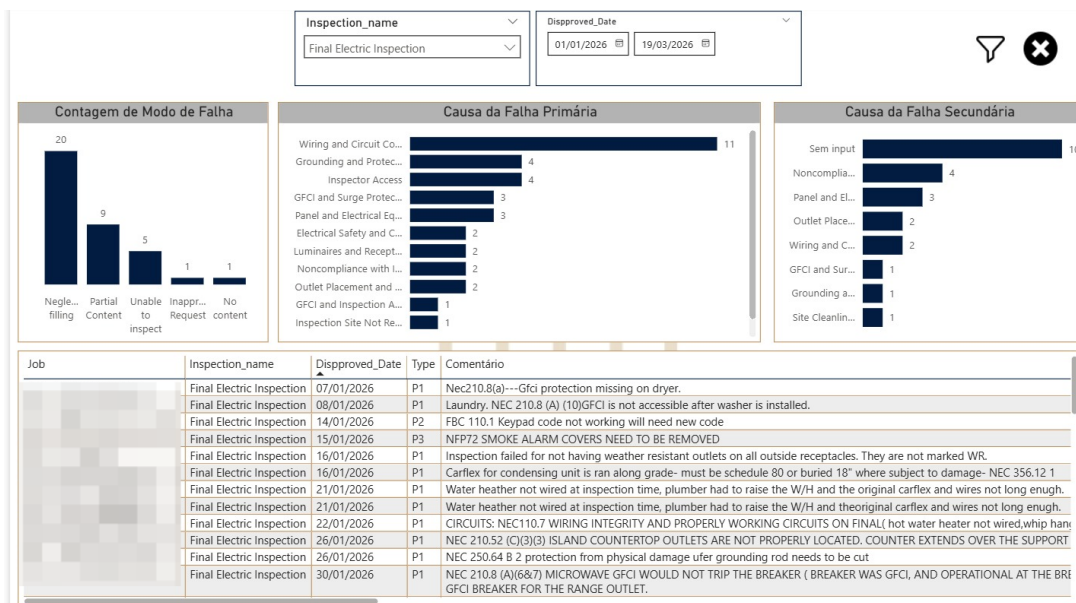 Inspection_name
Final Electric Inspection
Dispproved_Date
01/01/2026 19/03/2026
Contagem de Modo de Falha
20
9
5
1
1
Negle... filling
Partial Content
Unable to inspect
Inappr... Request
No content
Causa da Falha Primária
Wiring and Circuit Co... 11
Grounding and Protec... 4
Inspector Access 4
GFCI and Surge Protec... 3
Panel and Electrical Eq... 3
Electrical Safety and C... 2
Luminaires and Recept... 2
Noncompliance with I... 2
Outlet Placement and ... 2
GFCI and Inspection A... 1
Inspection Site Not Re... 1
Causa da Falha Secundária
Sem input
Noncomplia... 4
Panel and El... 3
Outlet Place... 2
Wiring and C... 2
GFCI and Sur... 1
Grounding a... 1
Site Cleanlin... 1
Job Inspection_name Dispproved_Date Type Comentário
Final Electric Inspection 07/01/2026 P1 Nec210.8(a)---Gfci protection missing on dryer.
Final Electric Inspection 08/01/2026 P1 Laundry. NEC 210.8 (A) (10)GFCI is not accessible after washer is installed.
Final Electric Inspection 14/01/2026 P2 FBC 110.1 Keypad code not working will need new code
Final Electric Inspection 15/01/2026 P3 NFP72 SMOKE ALARM COVERS NEED TO BE REMOVED
Final Electric Inspection 16/01/2026 P1 Inspection failed for not having weather resistant outlets on all outside receptacles. They are not marked WR.
Final Electric Inspection 16/01/2026 P1 Carflex for condensing unit is ran along grade- must be schedule 80 or buried 18" where subject to damage- NEC 356.12 1
Final Electric Inspection 21/01/2026 P1 Water heather not wired at inspection time, plumber had to raise the W/H and the original carflex and wires not long enugh.
Final Electric Inspection 21/01/2026 P1 Water heather not wired at inspection time, plumber had to raise the W/H and theoriginal carflex and wires not long enugh.
Final Electric Inspection 22/01/2026 P1 CIRCUITS: NEC110.7 WIRING INTEGRITY AND PROPERLY WORKING CIRCUITS ON FINAL( hot water heater not wired,whip hang
Final Electric Inspection 26/01/2026 P1 NEC 210.52 (C)(3)(3) ISLAND COUNTERTOP OUTLETS ARE NOT PROPERLY LOCATED. COUNTER EXTENDS OVER THE SUPPORT
Final Electric Inspection 26/01/2026 P1 NEC 250.64 B 2 protection from physical damage ufer grounding rod needs to be cut
Final Electric Inspection 30/01/2026 P1 NEC 210.8 (A)(6&7) MICROWAVE GFCI WOULD NOT TRIP THE BREAKER ( BREAKER WAS GFCI, AND OPERATIONAL AT THE BRE
GFCI BREAKER FOR THE RANGE OUTLET.